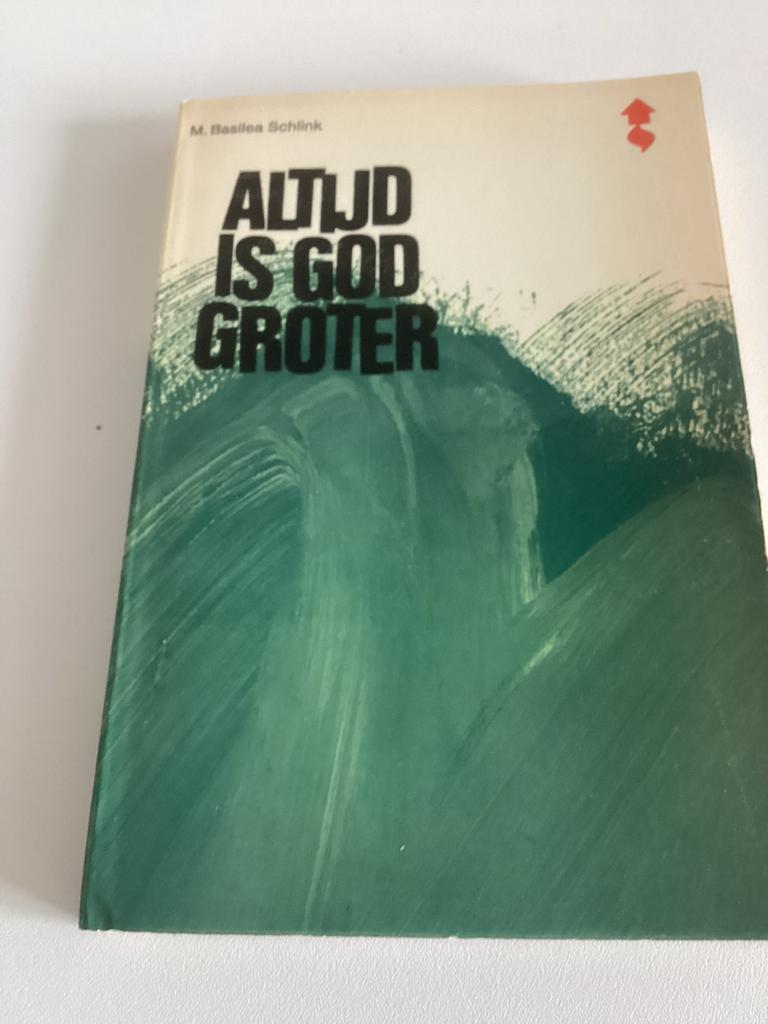 M. Basilea Schlink
ALTIJD
IS GOD
GROTER